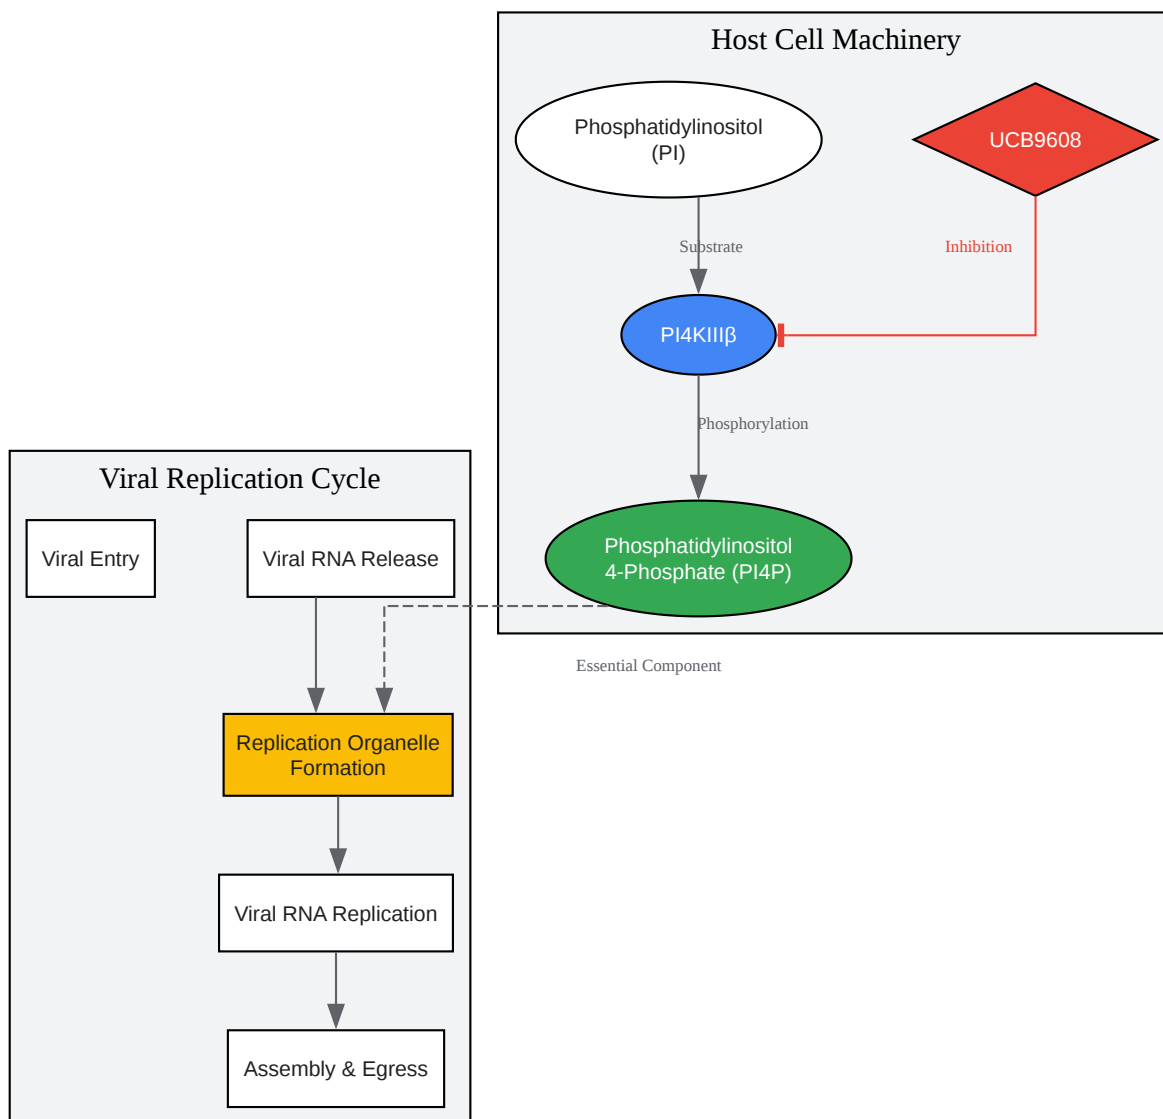 Host Cell Machinery
Phosphatidylinositol
(PI)
UCB9608
Substrate
Inhibition
PI4KIIIβ
Phosphorylation
Phosphatidylinositol
4-Phosphate (PI4P)
Essential Component
Viral Replication Cycle
Viral Entry
Viral RNA Release
Replication Organelle
Formation
Viral RNA Replication
Assembly & Egress